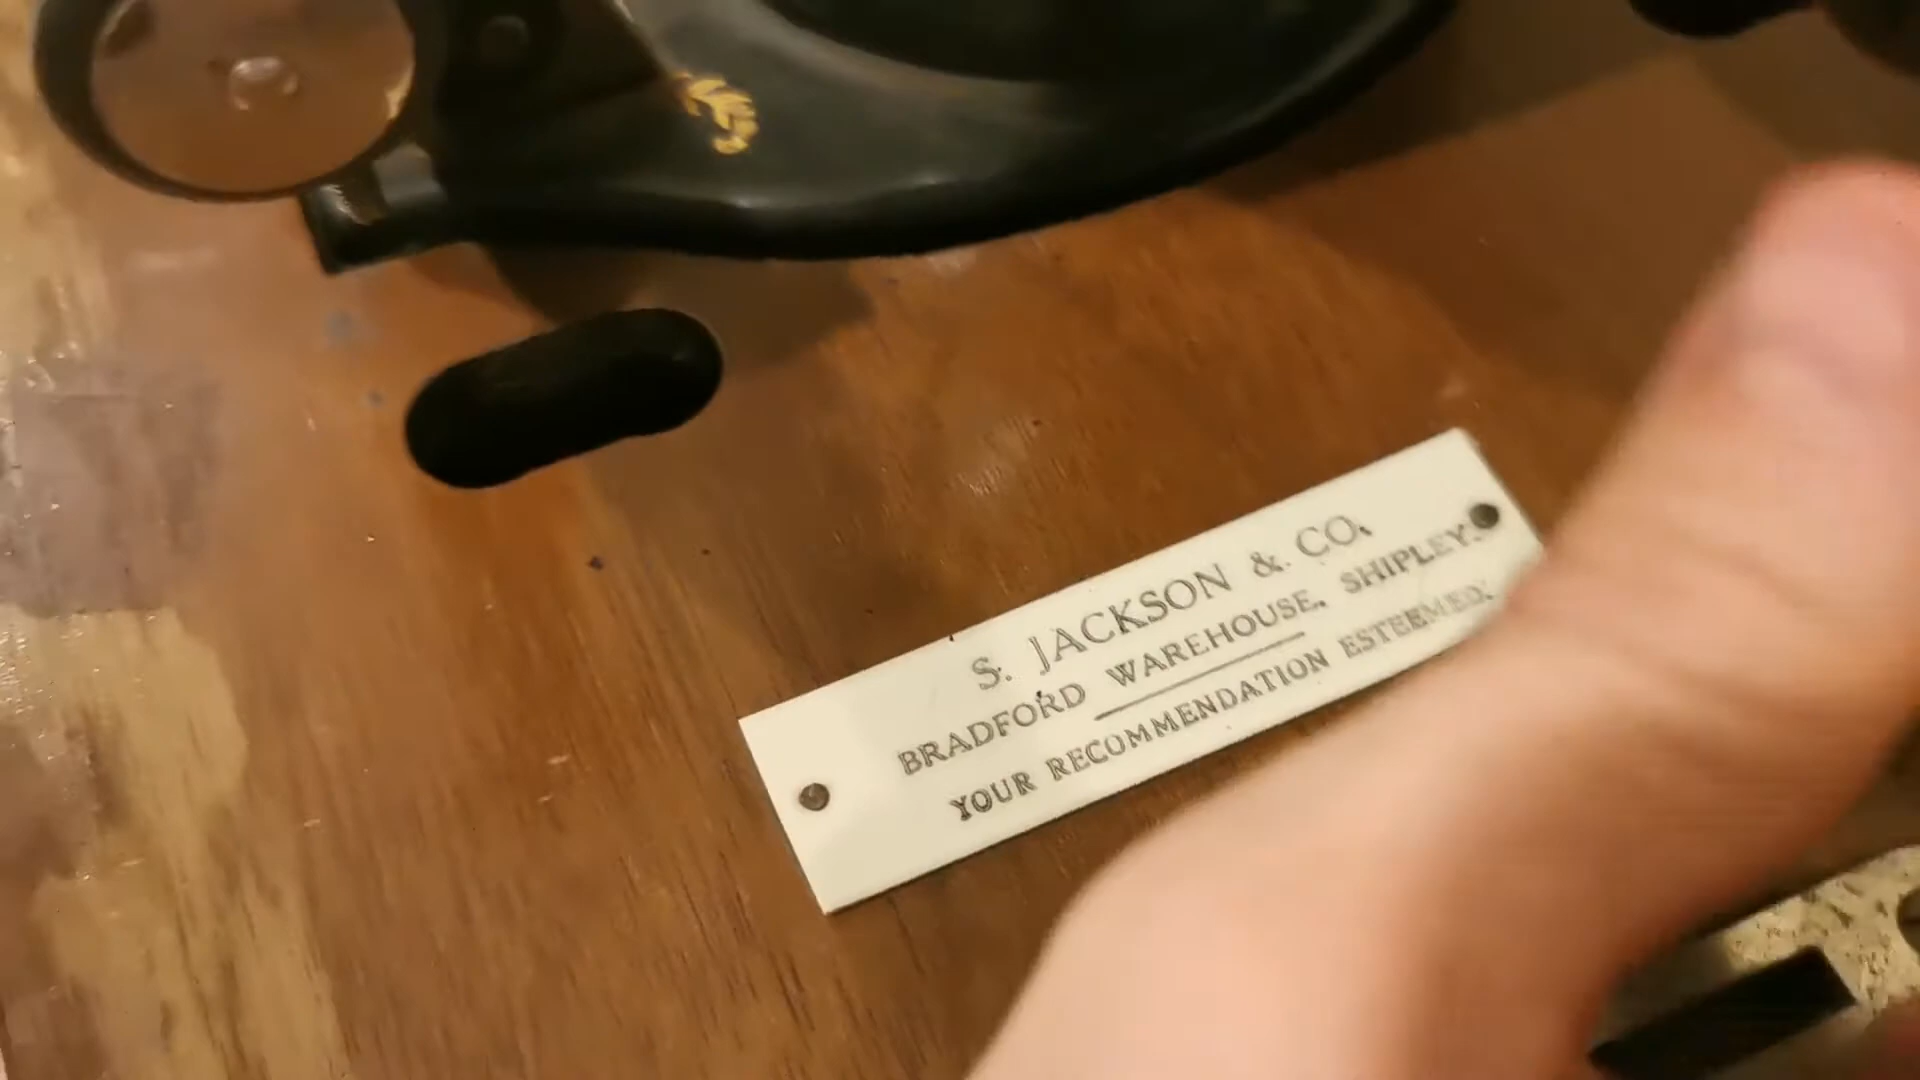 S. JACKSON & CO.
BRADFORD WAREHOUSE. SHIPLEY.
YOUR RECOMMENDATION ESTEEMED.